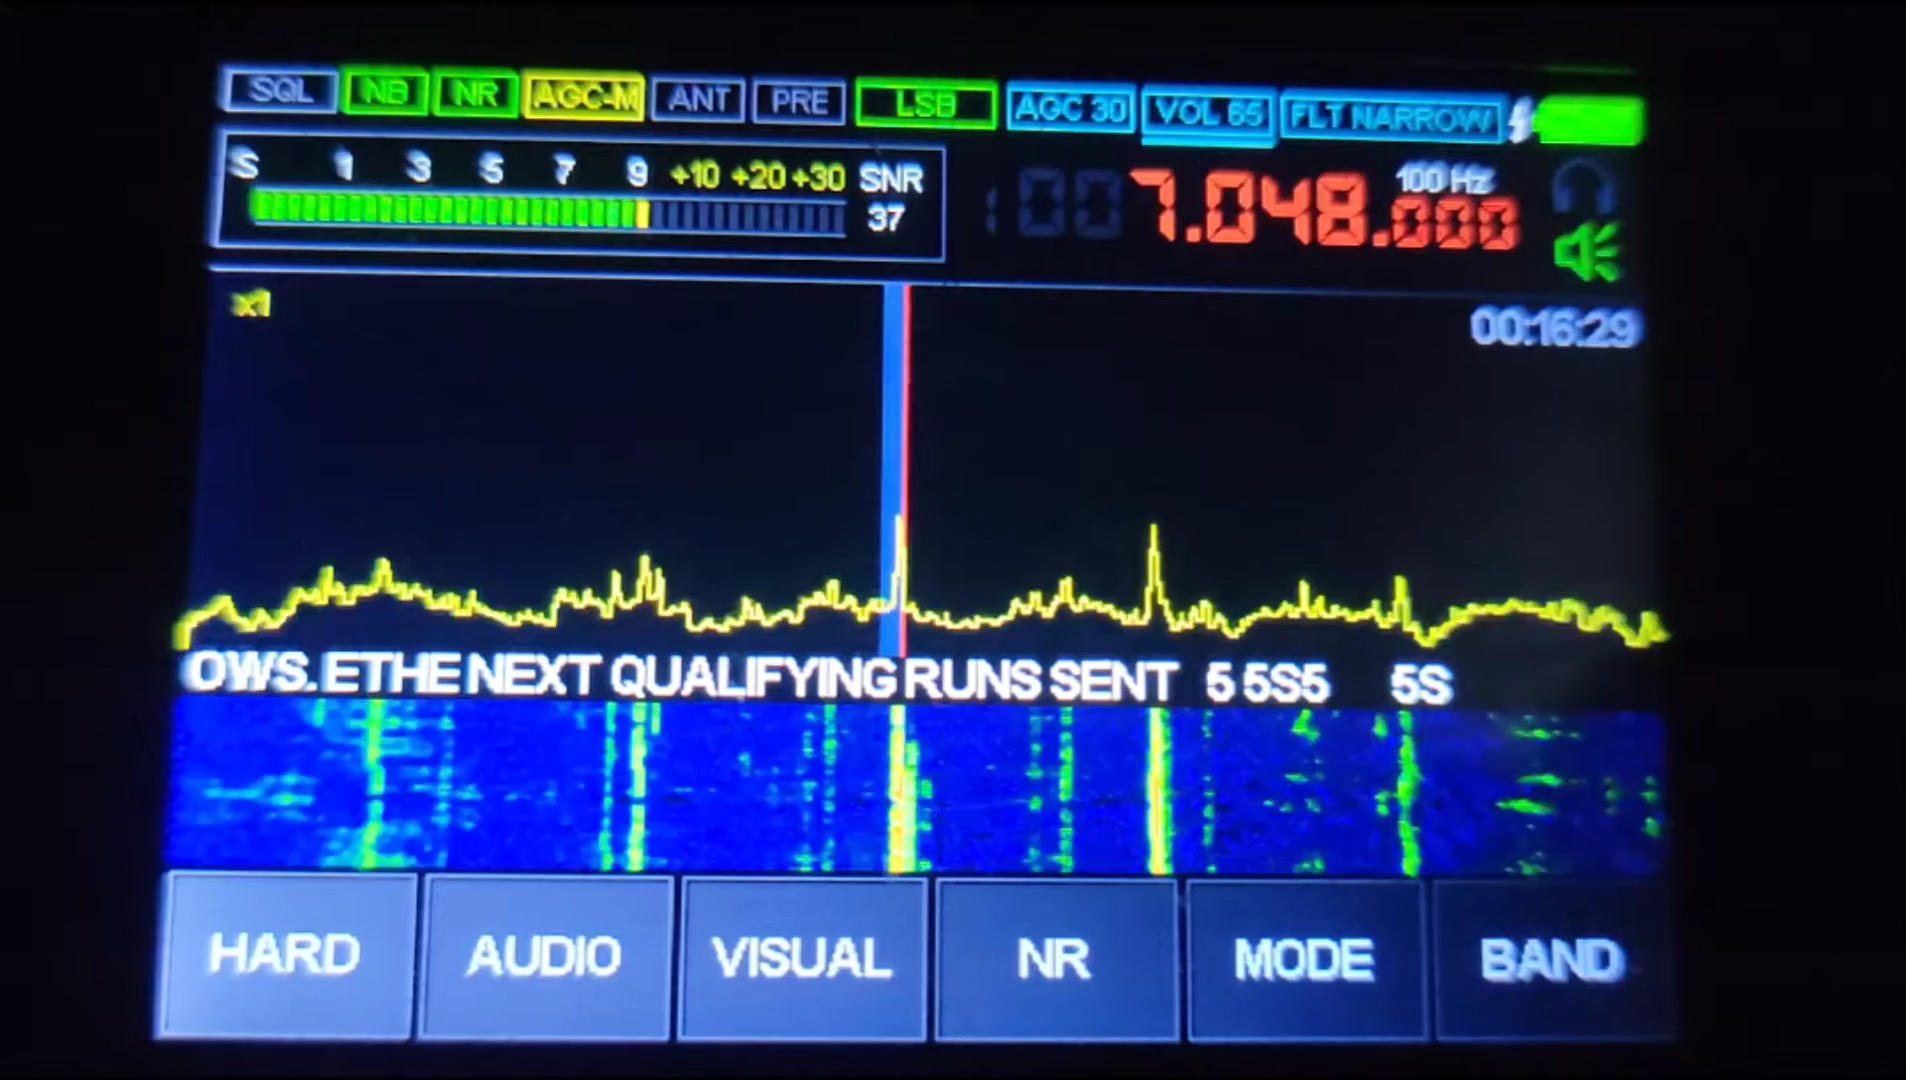 SQL NB NR AGC-M ANT PRE LSB AGC 30 VOL 65 FLT NARROW
S 1 3 5 7 9 +10 +20 +30 SNR
37
100 Hz
7.048.000
x1
00:16:29
OWS. ETHE NEXT QUALIFYING RUNS SENT 5 5S5 5S
HARD AUDIO VISUAL NR MODE BAND